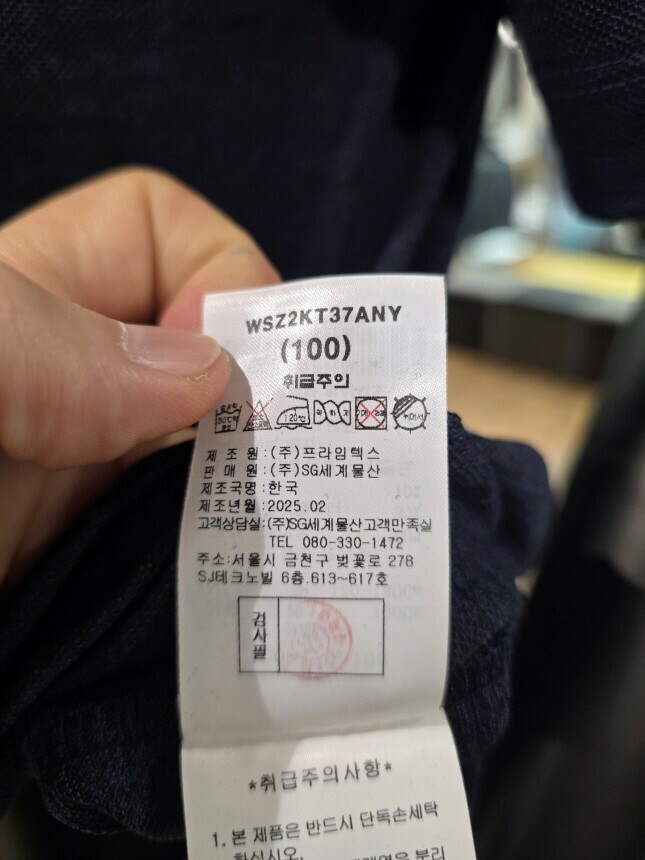 WSZ2KT37ANY
(100)
취급주의
120℃
제 조 원:(주)프라임텍스
판 매 원:(주)SG세계물산
제조국명:한국
제조년월:2025.02
고객상담실:(주)SG세계물산고객만족실
TEL 080-330-1472
주소:서울시 금천구 벚꽃로 278
SJ테크노빌 6층.613~617호
검사필
*취급주의사항*
1. 본 제품은 반드시 단독손세탁
하십시오.